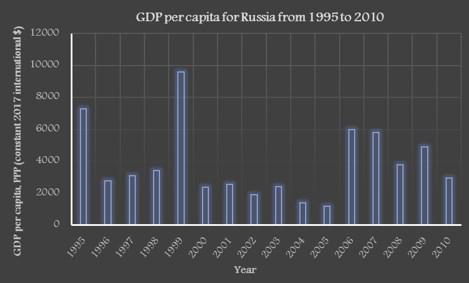 GDP per capita for Russia from 1995 to 2010
GDP per capita, PPP (constant 2017 international $)
12000
10000
8000
6000
4000
2000
0
1995 1996 1997 1998 1999 2000 2001 2002 2003 2004 2005 2006 2007 2008 2009 2010
Year